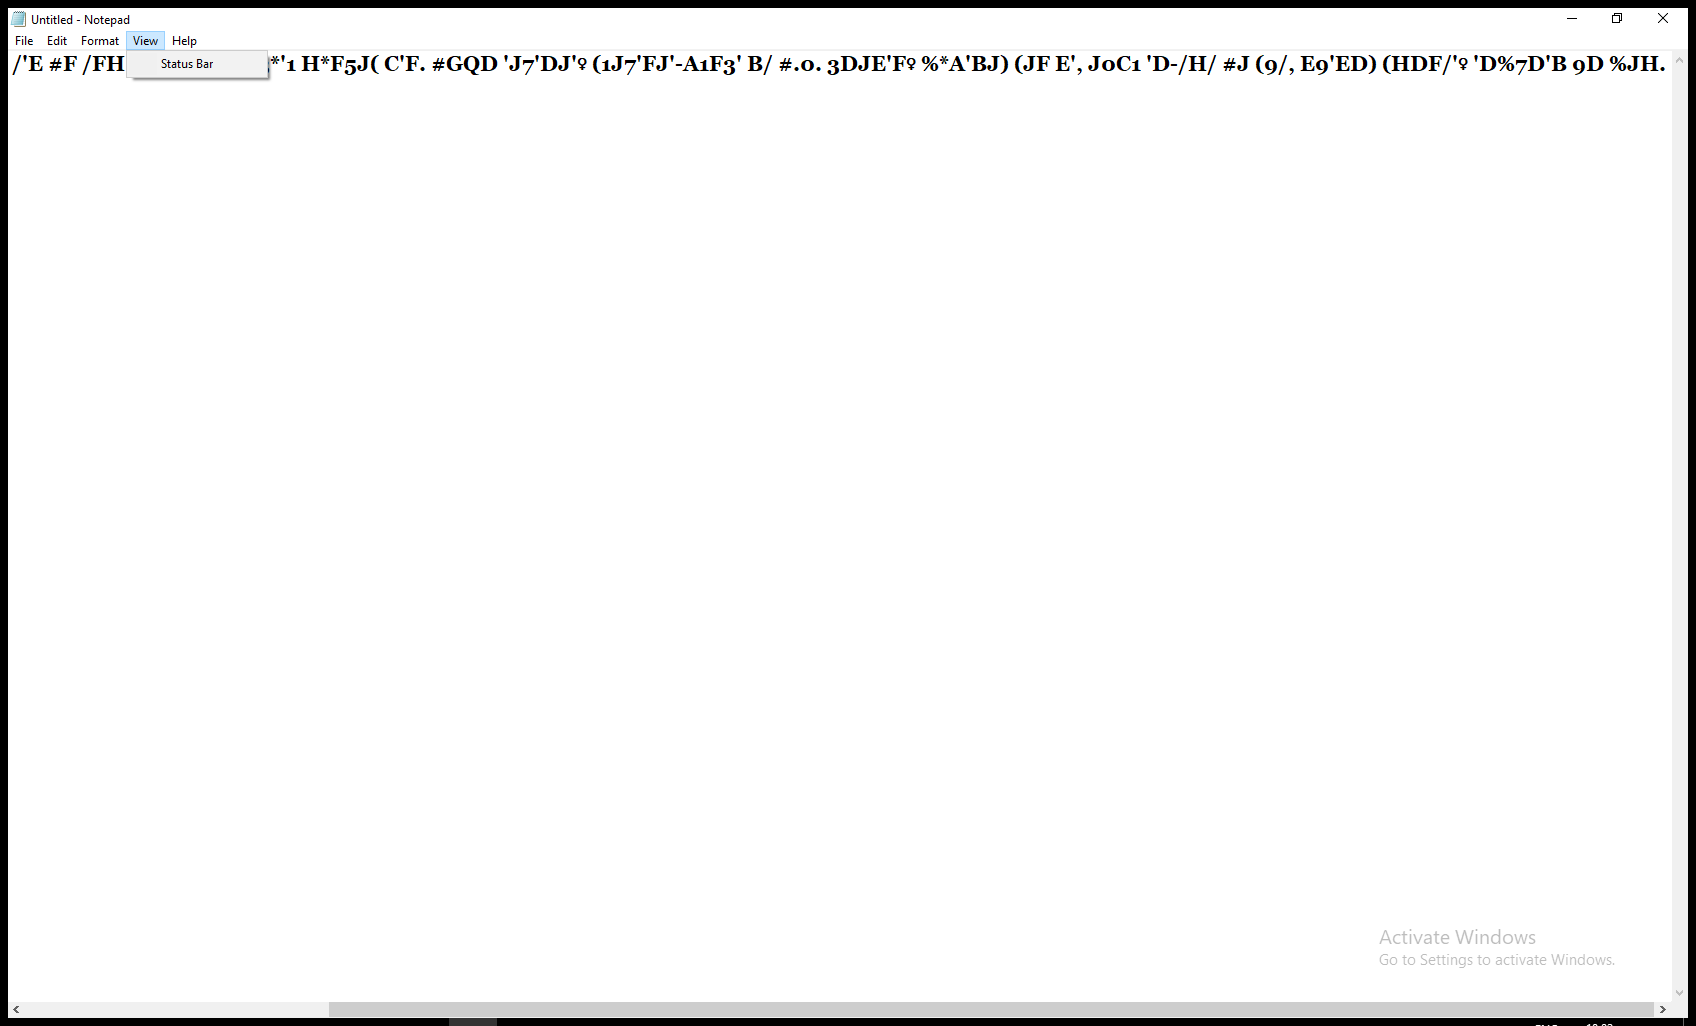 Untitled - Notepad
File Edit Format View Help
Status Bar
/'E #F /FH *'1 H*F5J( C'F. #GQD 'J7'DJ'♀ (1J7'FJ'-A1F3' B/ #.0. 3DJE'F♀ %*A'BJ) (JF E', J0C1 'D-/H/ #J (9/, E9'ED) (HDF/'♀ 'D%7D'B 9D %JH.
Activate Windows
Go to Settings to activate Windows.